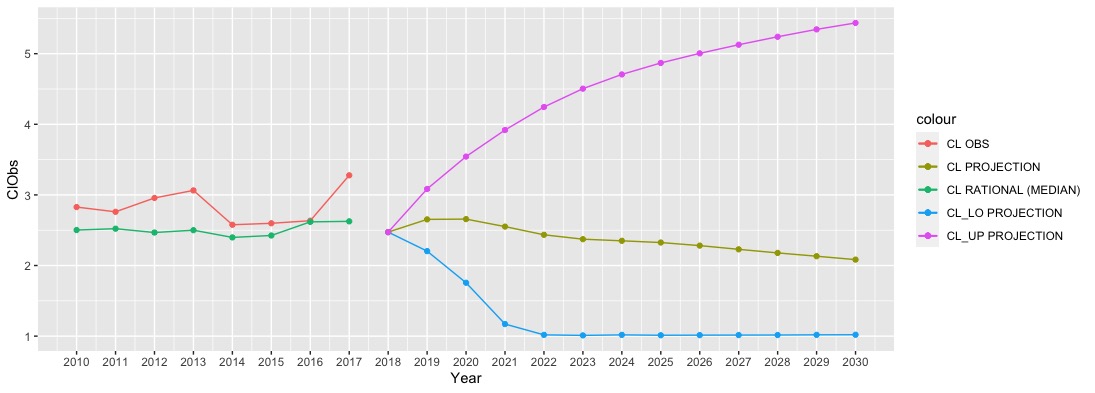 5
4
3
2
1
ClObs
2010 2011 2012 2013 2014 2015 2016 2017 2018 2019 2020 2021 2022 2023 2024 2025 2026 2027 2028 2029 2030
Year
colour
CL OBS
CL PROJECTION
CL RATIONAL (MEDIAN)
CL_LO PROJECTION
CL_UP PROJECTION